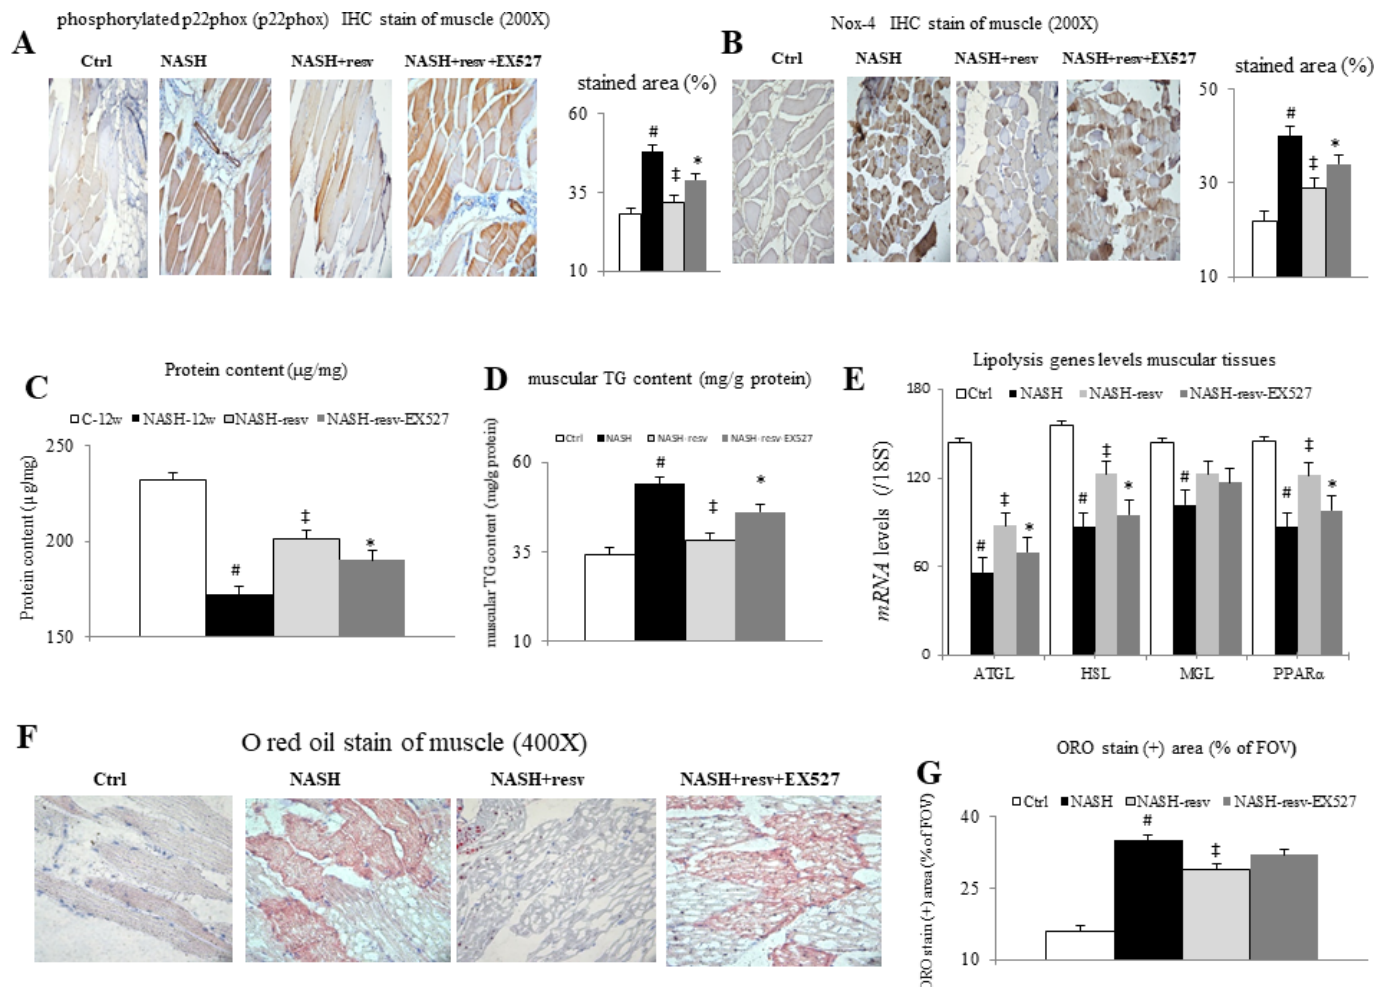 phosphorylated p22phox (p22phox) IHC stain of muscle (200X)
A
Ctrl NASH NASH+resv NASH+resv+EX527
stained area (%)
60
35
10
# ‡ *
Nox-4 IHC stain of muscle (200X)
B
Ctrl NASH NASH+resv NASH+resv+EX527
stained area (%)
50
30
10
# ‡ *
C
Protein content (µg/mg)
C-12w NASH-12w NASH-resv NASH-resv-EX527
Protein content (µg/mg)
250
200
150
# ‡ *
D
muscular TG content (mg/g protein)
Ctrl NASH NASH-resv NASH-resv-EX527
muscular TG content (mg/g protein)
60
35
10
# ‡ *
E
Lipolysis genes levels muscular tissues
Ctrl NASH NASH-resv NASH-resv-EX527
mRNA levels (/18S)
180
120
60
0
# ‡ * # ‡ * # # ‡ *
ATGL HSL MGL PPARα
F
O red oil stain of muscle (400X)
Ctrl NASH NASH+resv NASH+resv+EX527
G
ORO stain (+) area (% of FOV)
Ctrl NASH NASH-resv NASH-resv-EX527
ORO stain (+) area (% of FOV)
40
25
10
# ‡